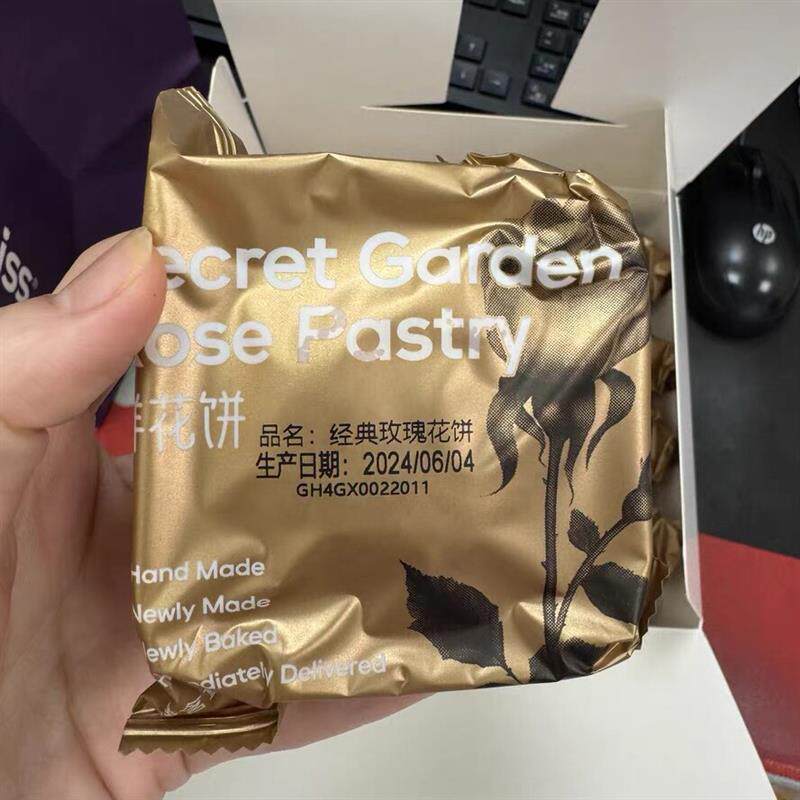 ecret Garden
ose Pastry
花饼
品名：经典玫瑰花饼
生产日期：2024/06/04
GH4GX0022011
Hand Made
Newly Made
ewly Baked
diately Delivered
iss
hp